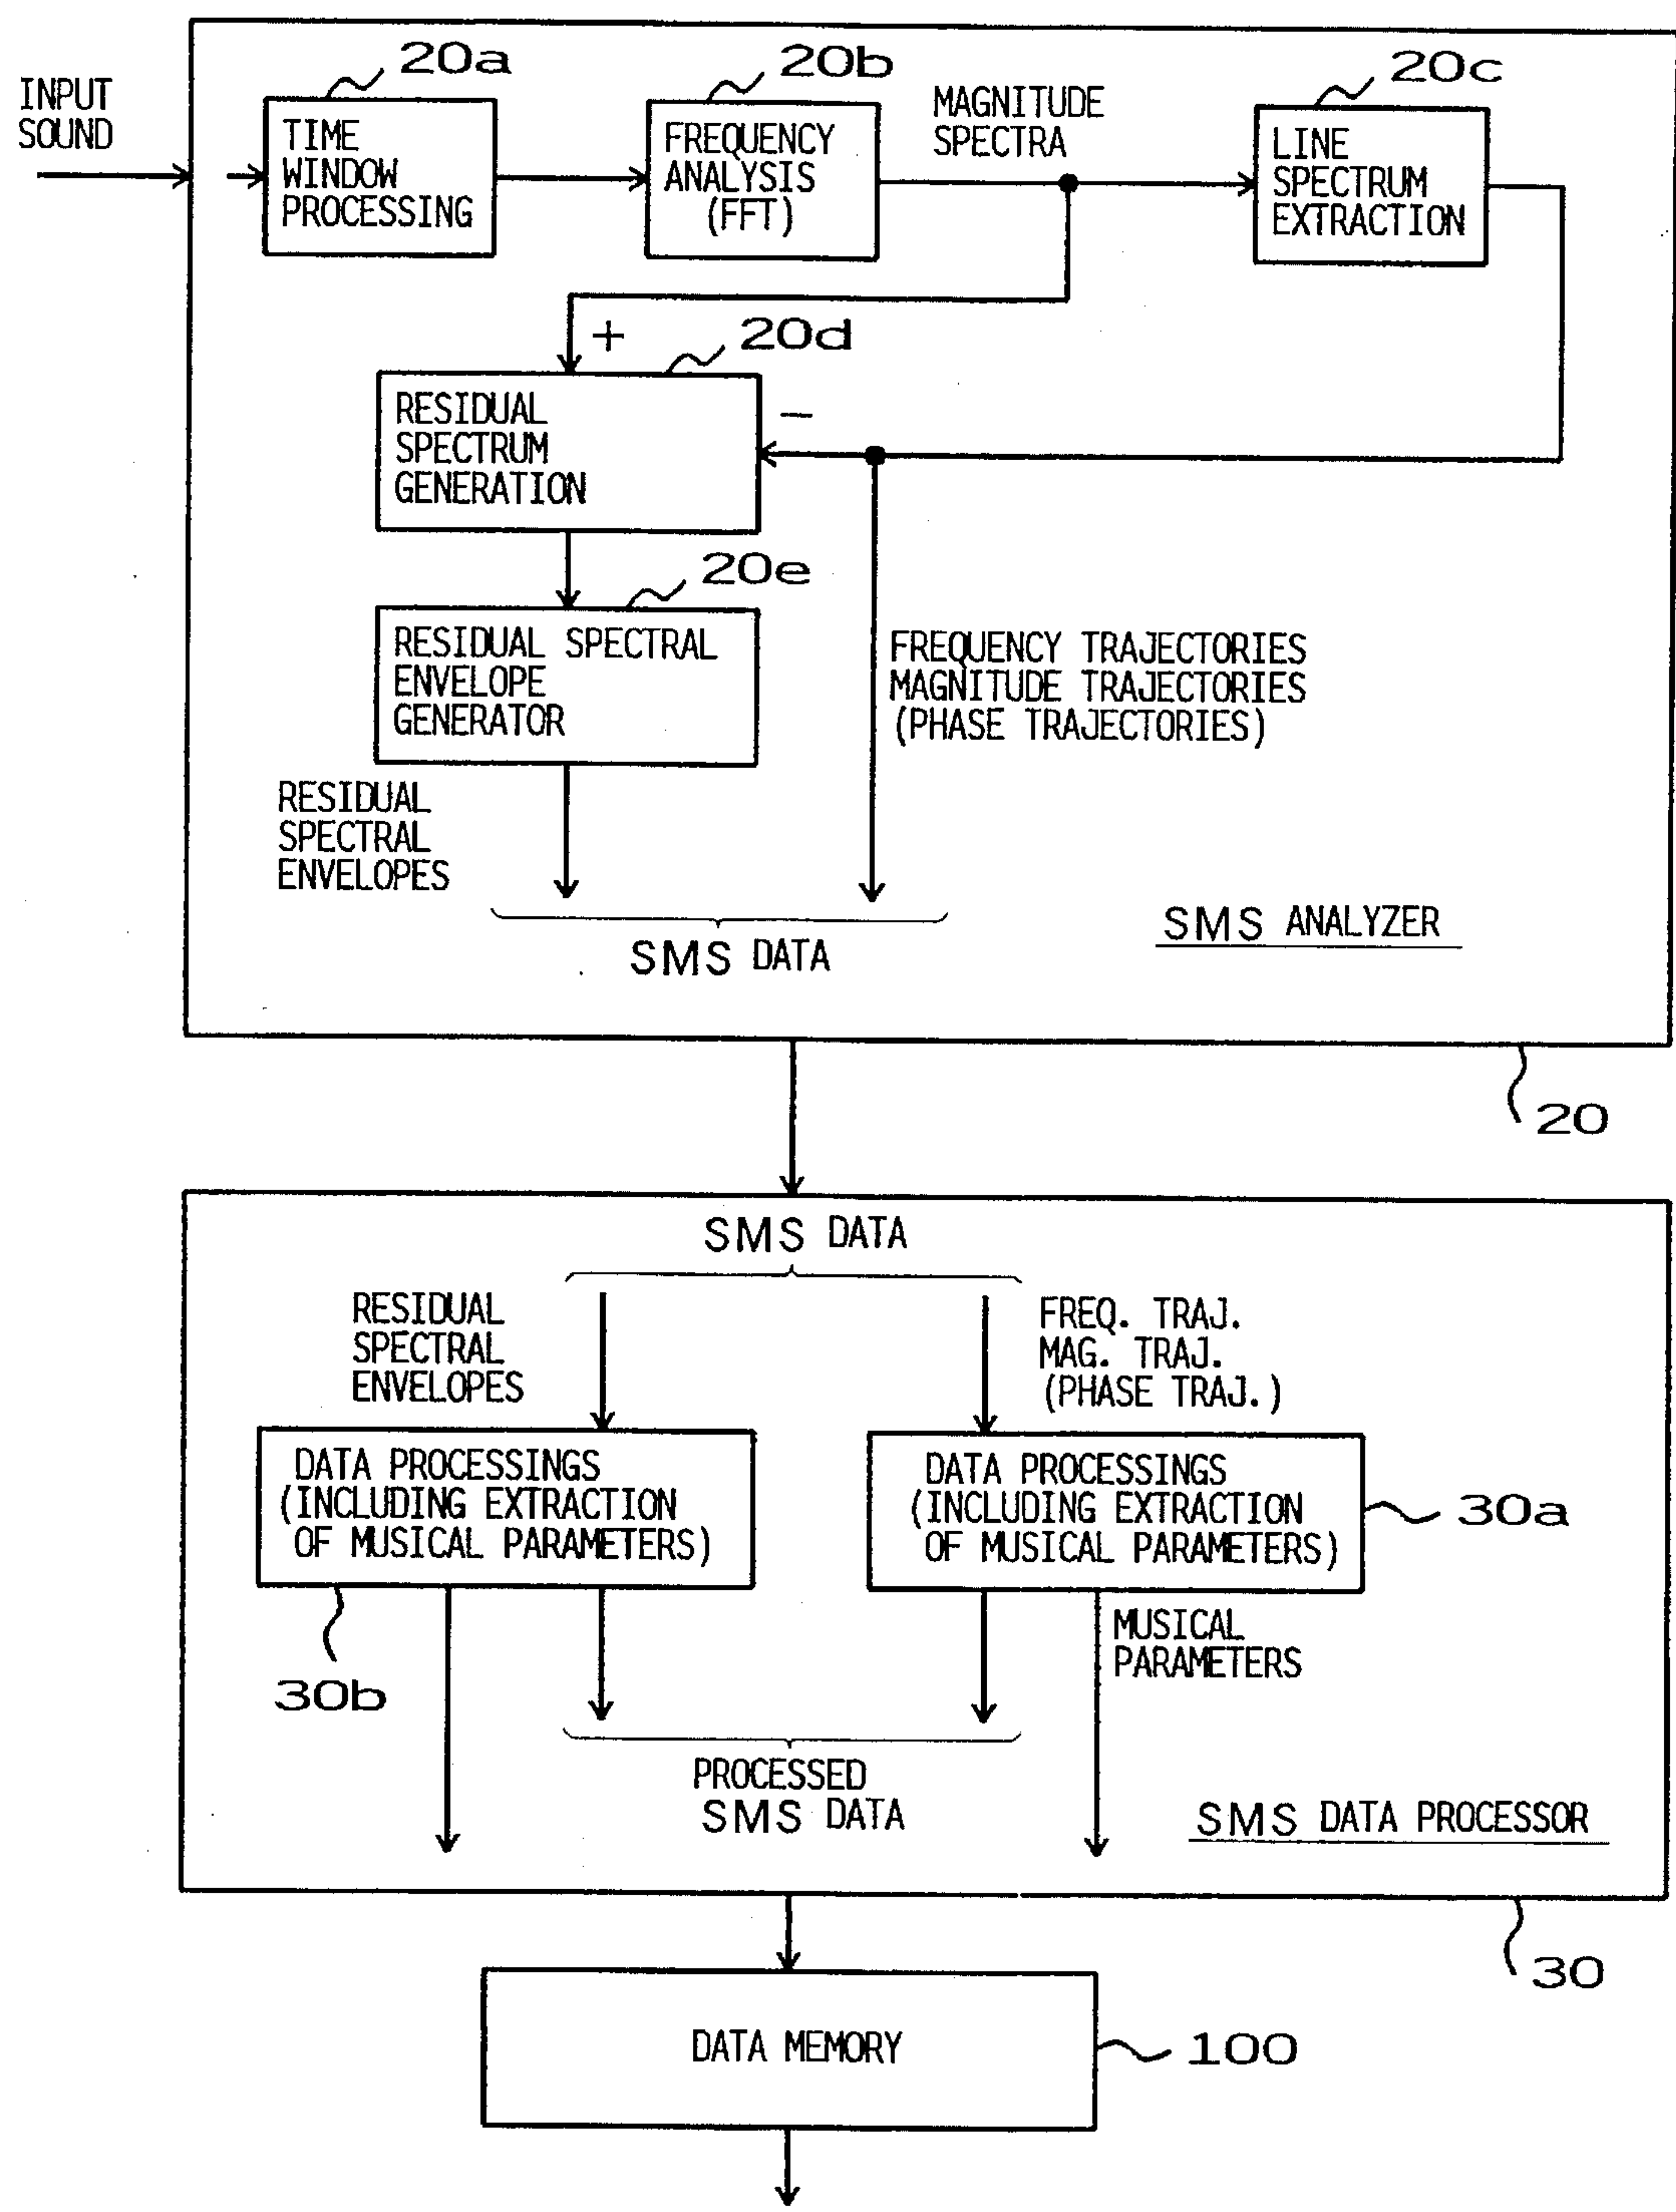 20a
20b
20c
INPUT
SOUND
TIME
WINDOW
PROCESSING
FREQUENCY
ANALYSIS
(FFT)
MAGNITUDE
SPECTRA
LINE
SPECTRUM
EXTRACTION
+
20d
−
RESIDUAL
SPECTRUM
GENERATION
20e
RESIDUAL SPECTRAL
ENVELOPE
GENERATOR
FREQUENCY TRAJECTORIES
MAGNITUDE TRAJECTORIES
(PHASE TRAJECTORIES)
RESIDUAL
SPECTRAL
ENVELOPES
SMS DATA
SMS ANALYZER
20
SMS DATA
RESIDUAL
SPECTRAL
ENVELOPES
FREQ. TRAJ.
MAG. TRAJ.
(PHASE TRAJ.)
DATA PROCESSINGS
(INCLUDING EXTRACTION
OF MUSICAL PARAMETERS)
DATA PROCESSINGS
(INCLUDING EXTRACTION
OF MUSICAL PARAMETERS)
30a
30b
MUSICAL
PARAMETERS
PROCESSED
SMS DATA
SMS DATA PROCESSOR
30
DATA MEMORY
100